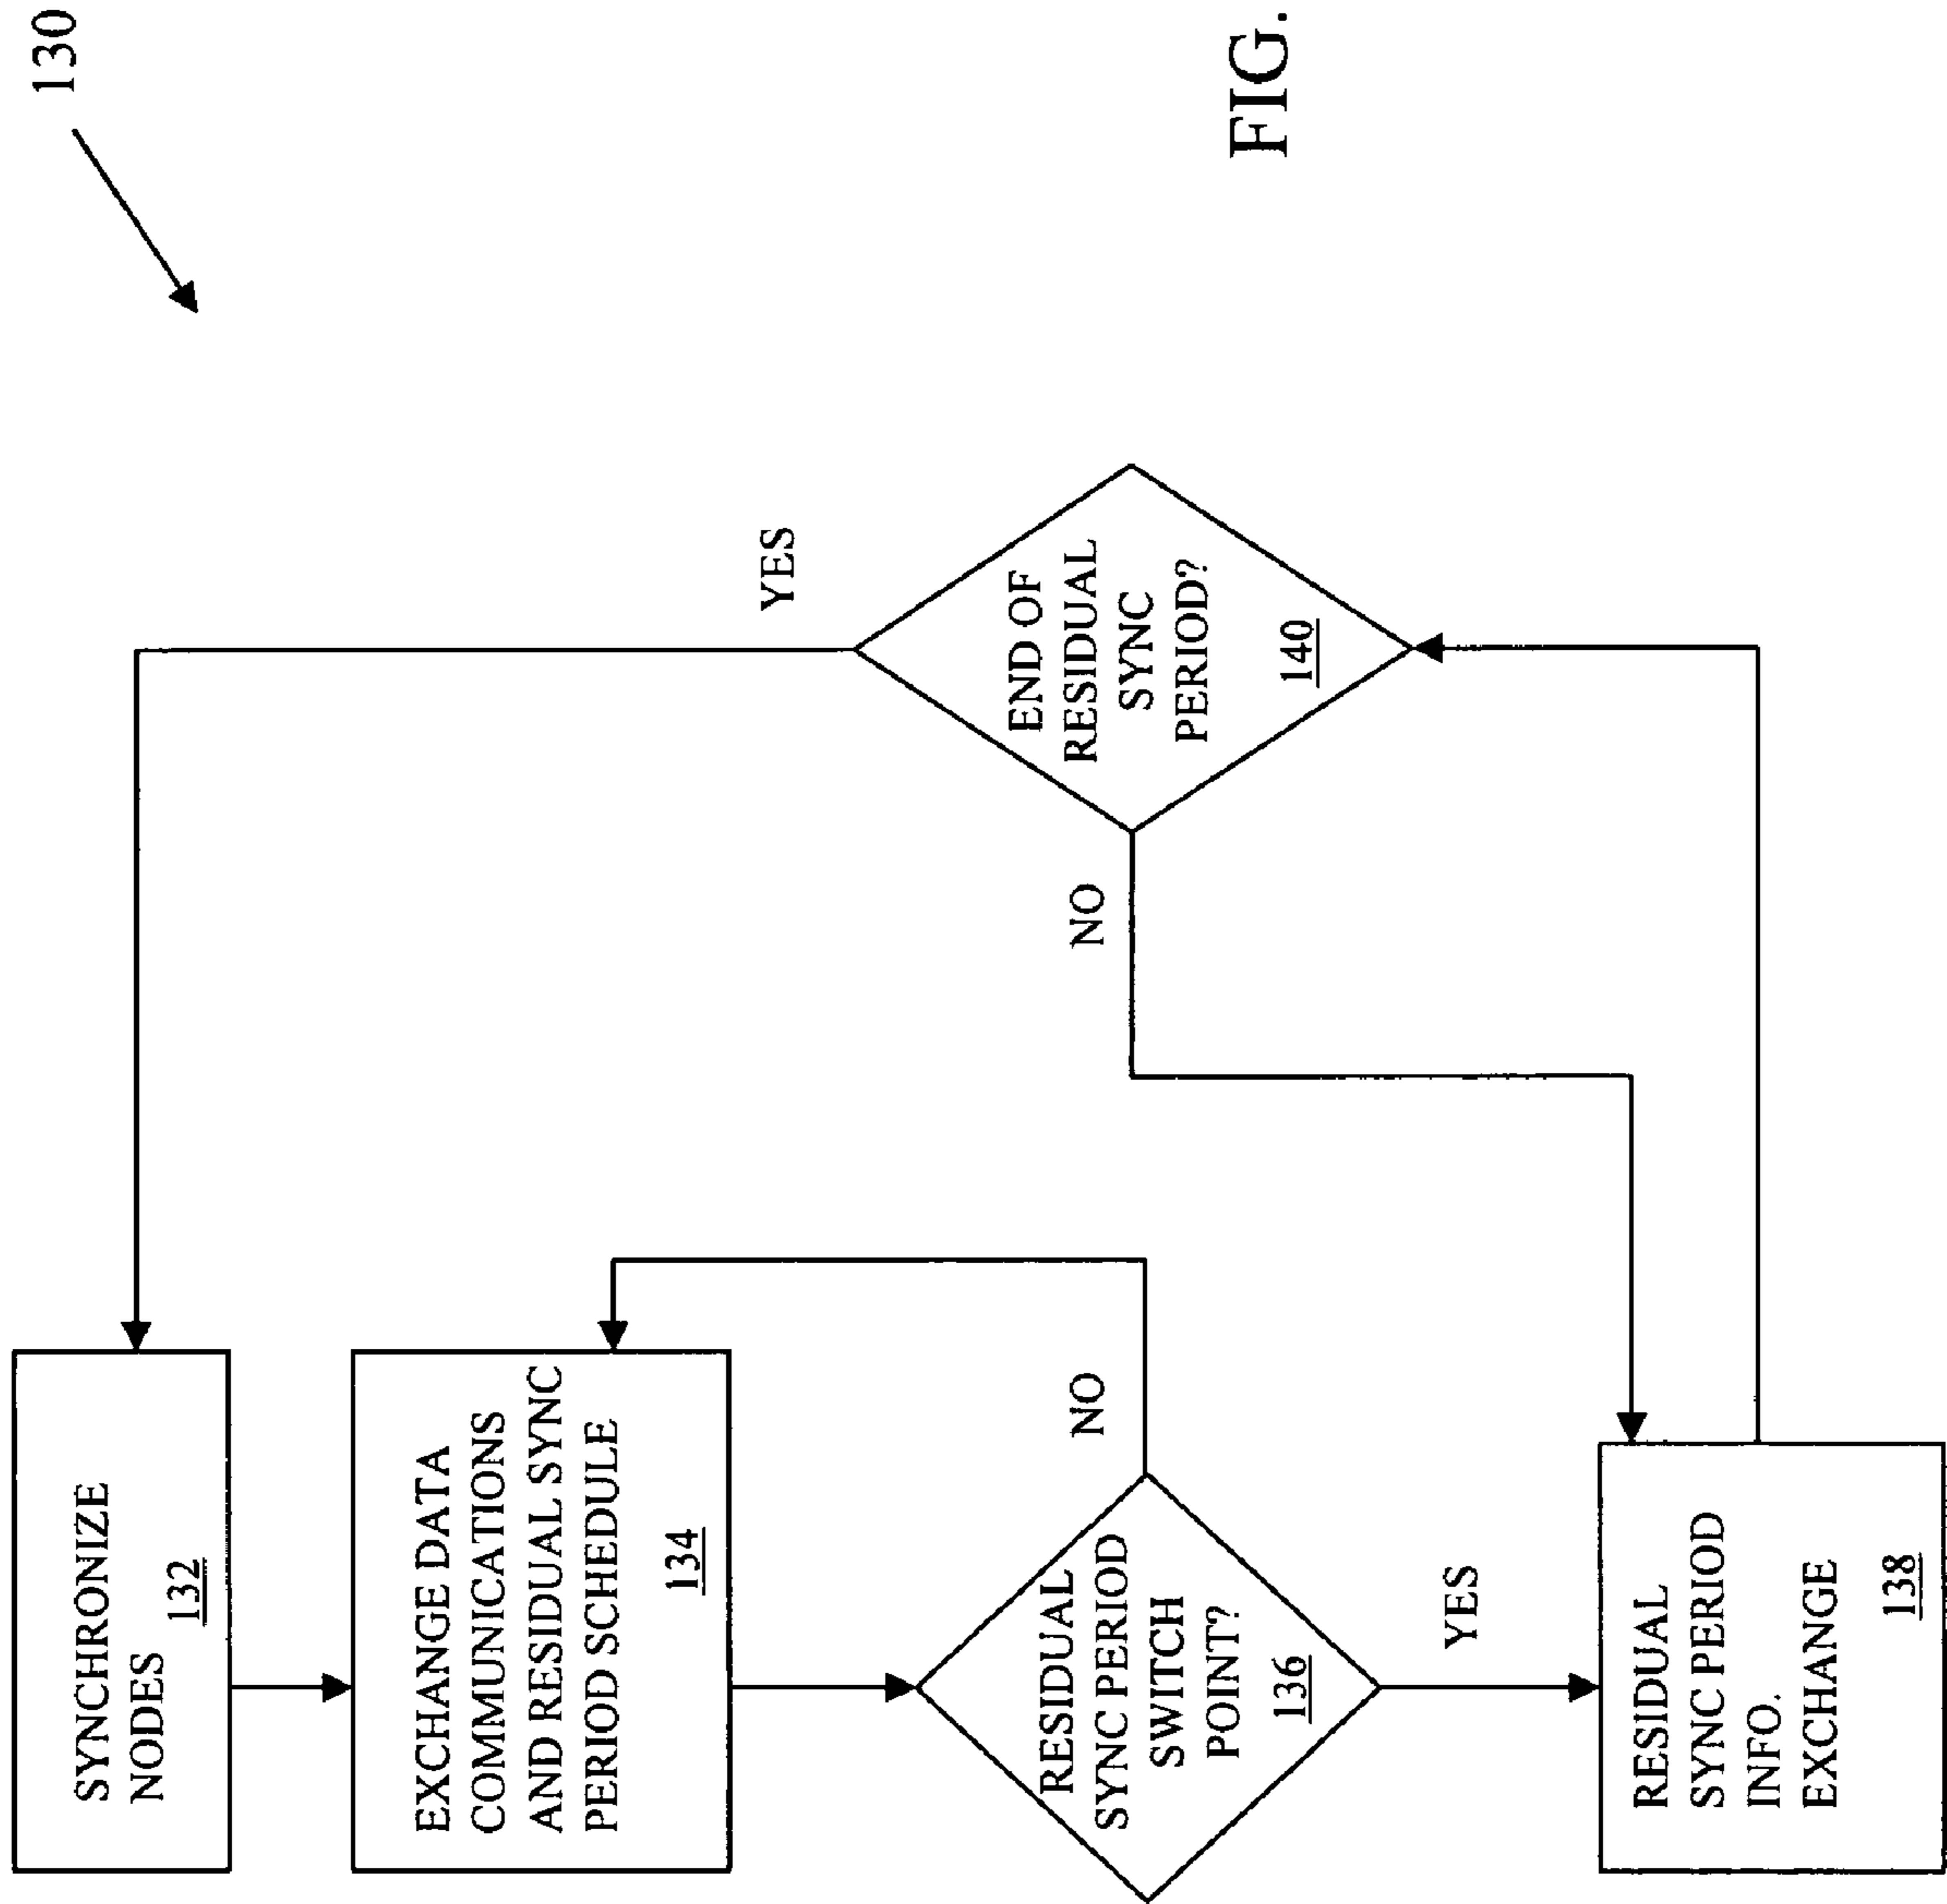 130
SYNCHRONIZE
NODES
132
EXCHANGE DATA
COMMUNICATIONS
AND RESIDUAL SYNC
PERIOD SCHEDULE
134
RESIDUAL
SYNC PERIOD
SWITCH
POINT?
136
NO
YES
RESIDUAL
SYNC PERIOD
INFO.
EXCHANGE
138
END OF
RESIDUAL
SYNC
PERIOD?
140
NO
YES
FIG.